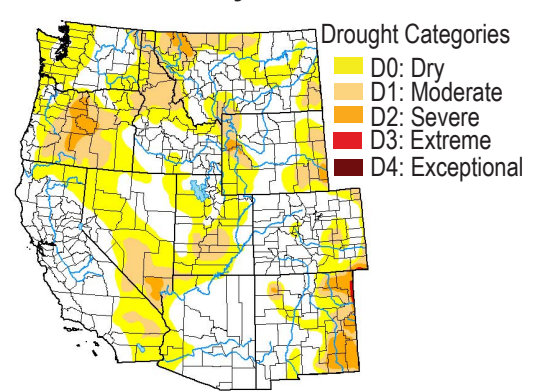 Drought Categories
D0: Dry
D1: Moderate
D2: Severe
D3: Extreme
D4: Exceptional